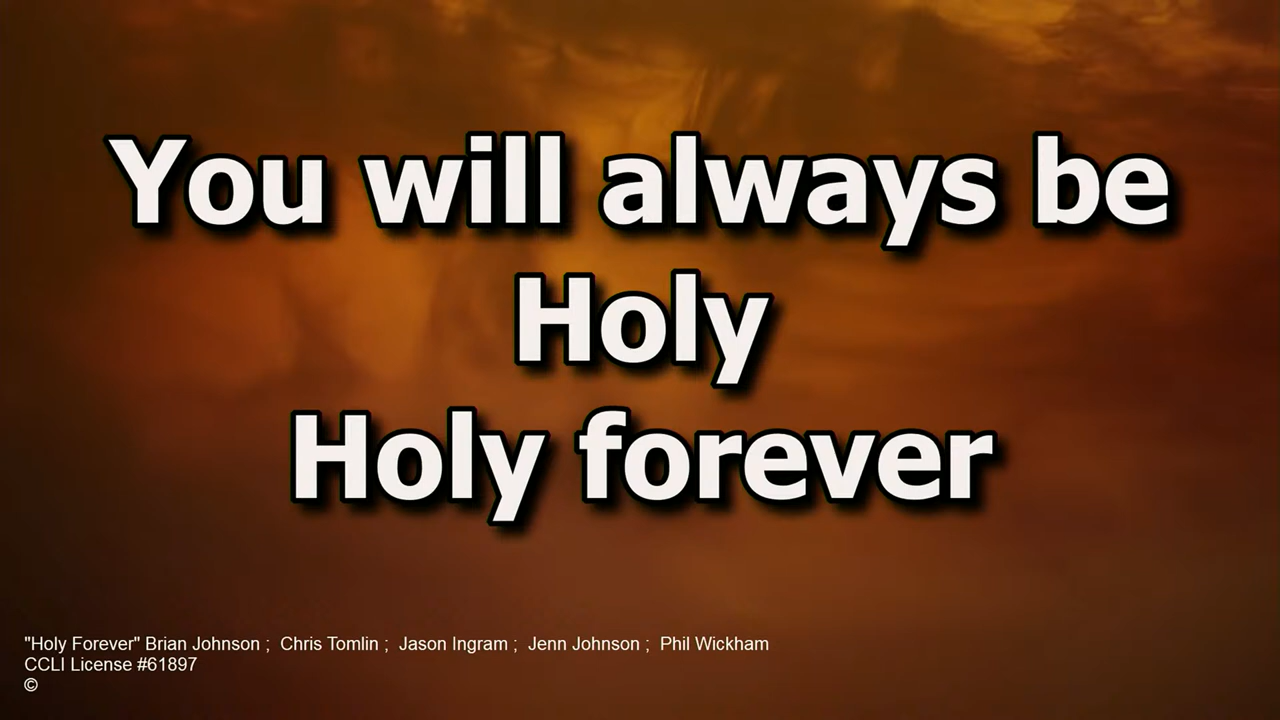 You will always be
Holy
Holy forever
"Holy Forever" Brian Johnson ;  Chris Tomlin ;  Jason Ingram ;  Jenn Johnson ;  Phil Wickham
CCLI License #61897
©